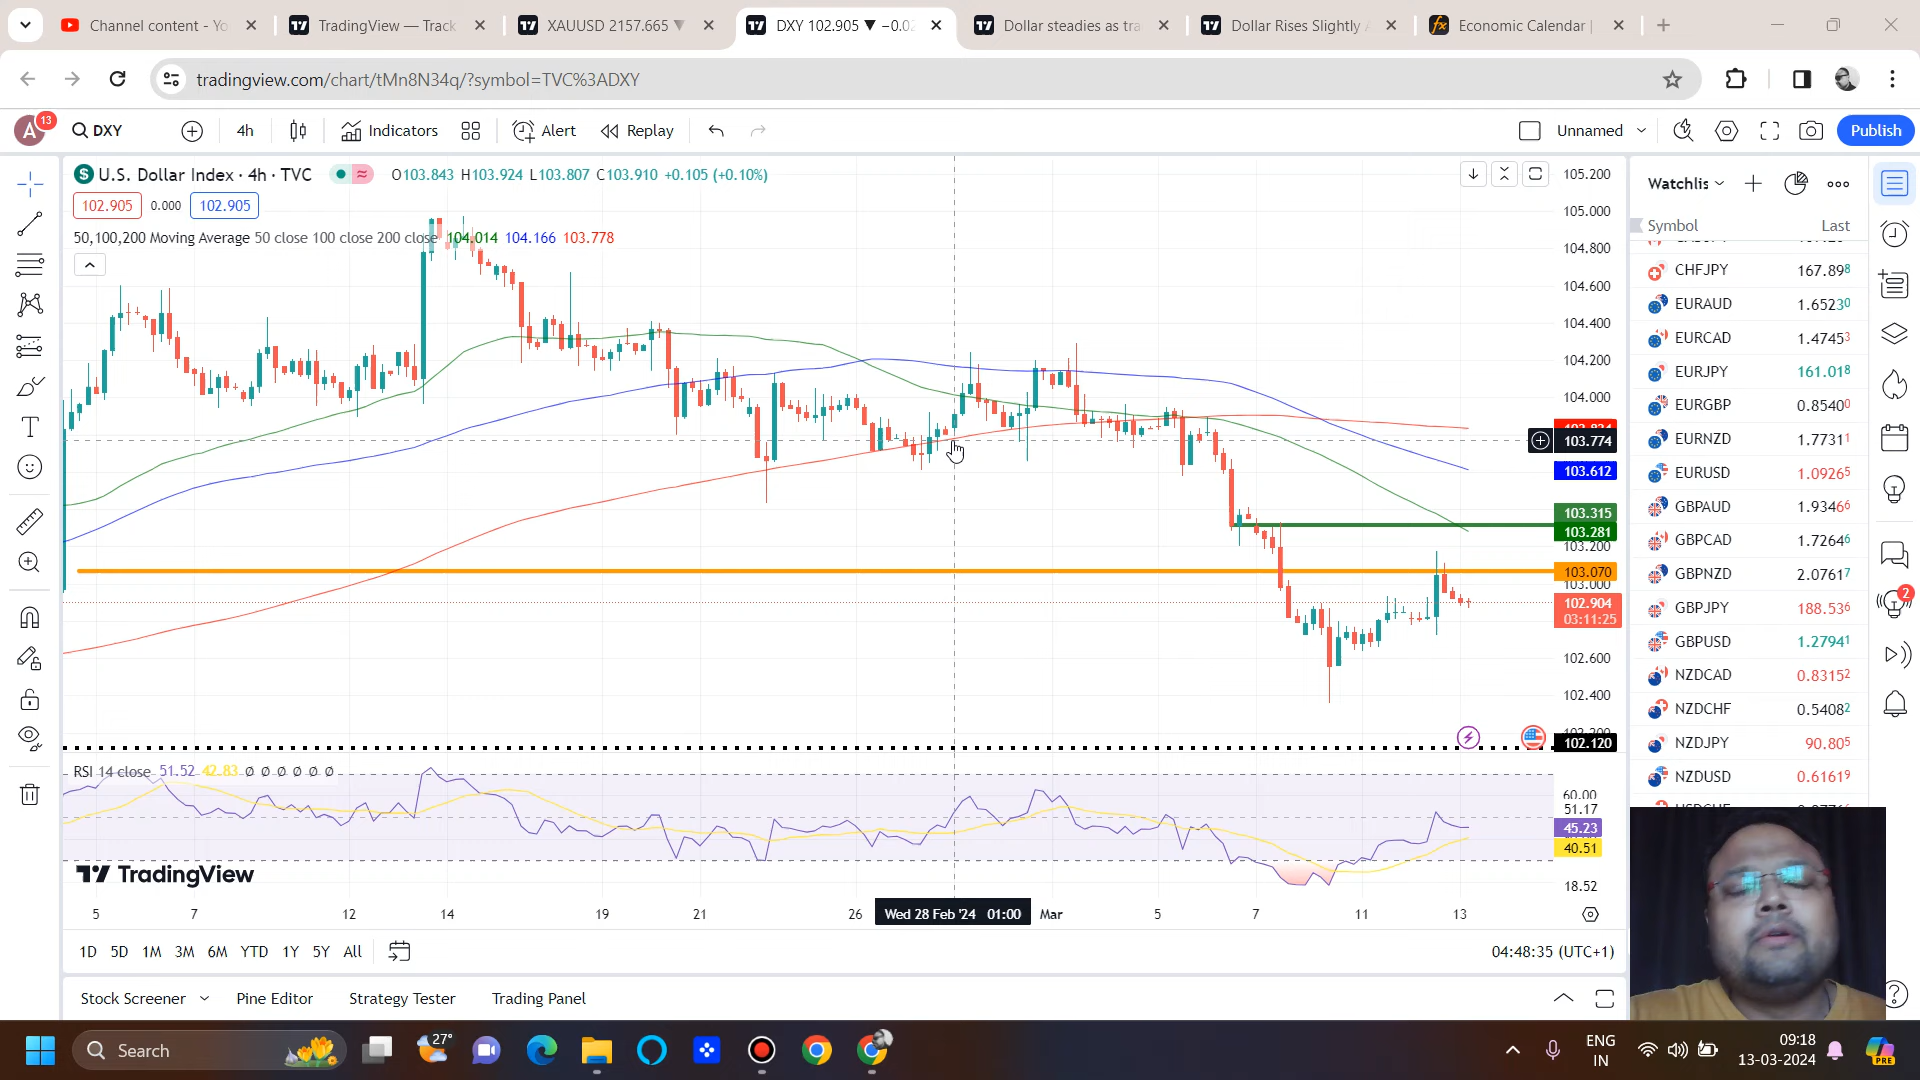 Channel content - Yo
TradingView — Track
XAUUSD 2157.665 ▼
DXY 102.905 ▼ −0.02
Dollar steadies as tra
Dollar Rises Slightly
Economic Calendar |
tradingview.com/chart/tMn8N34q/?symbol=TVC%3ADXY
A 13
DXY
4h
Indicators
Alert
Replay
Unnamed
Publish
U.S. Dollar Index · 4h · TVC
O103.843 H103.924 L103.807 C103.910 +0.105 (+0.10%)
102.905 0.000 102.905
50,100,200 Moving Average 50 close 100 close 200 close 104.014 104.166 103.778
105.200
105.000
104.800
104.600
104.400
104.200
104.000
103.774
103.612
103.315
103.281
103.200
103.070
103.000
102.904
03:11:25
102.600
102.400
102.120
RSI 14 close 51.52 42.83 Ø Ø Ø Ø Ø Ø
60.00
51.17
45.23
40.51
18.52
TradingView
5 7 12 14 19 21 26 Wed 28 Feb '24 01:00 Mar 5 7 11 13
1D 5D 1M 3M 6M YTD 1Y 5Y All
04:48:35 (UTC+1)
Stock Screener Pine Editor Strategy Tester Trading Panel
Watchlis
Symbol Last
CHFJPY 167.898
EURAUD 1.65230
EURCAD 1.47453
EURJPY 161.018
EURGBP 0.85400
EURNZD 1.77311
EURUSD 1.09265
GBPAUD 1.93466
GBPCAD 1.72646
GBPNZD 2.07617
GBPJPY 188.536
GBPUSD 1.27941
NZDCAD 0.83152
NZDCHF 0.54082
NZDJPY 90.805
NZDUSD 0.61619
2
Search
27°
ENG
IN
09:18
13-03-2024
PRE